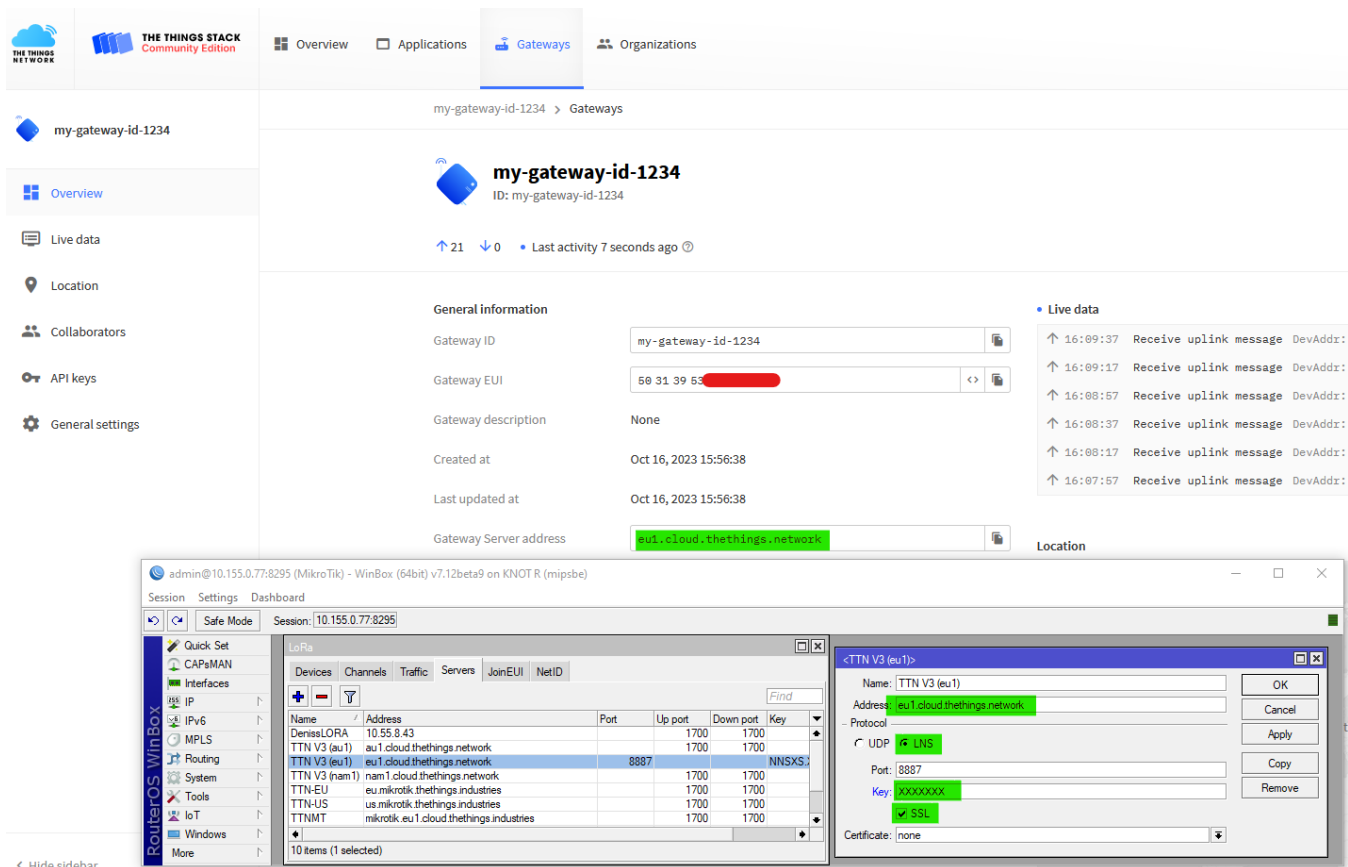 THE THINGS NETWORK
THE THINGS STACK
Community Edition
Overview
Applications
Gateways
Organizations
my-gateway-id-1234
Overview
Live data
Location
Collaborators
API keys
General settings
Hide sidebar
my-gateway-id-1234 > Gateways
my-gateway-id-1234
ID: my-gateway-id-1234
↑ 21 ↓ 0 • Last activity 7 seconds ago
General information
Gateway ID my-gateway-id-1234
Gateway EUI 50 31 39 53
Gateway description None
Created at Oct 16, 2023 15:56:38
Last updated at Oct 16, 2023 15:56:38
Gateway Server address eu1.cloud.thethings.network
• Live data
↑ 16:09:37 Receive uplink message DevAddr:
↑ 16:09:17 Receive uplink message DevAddr:
↑ 16:08:57 Receive uplink message DevAddr:
↑ 16:08:37 Receive uplink message DevAddr:
↑ 16:08:17 Receive uplink message DevAddr:
↑ 16:07:57 Receive uplink message DevAddr:
Location
admin@10.155.0.77:8295 (MikroTik) - WinBox (64bit) v7.12beta9 on KNOT R (mipsbe)
Session Settings Dashboard
Safe Mode Session: 10.155.0.77:8295
RouterOS WinBox
Quick Set
CAPsMAN
Interfaces
IP
IPv6
MPLS
Routing
System
Tools
IoT
Windows
More
LoRa
Devices Channels Traffic Servers JoinEUI NetID
Find
Name Address Port Up port Down port Key
DenissLORA 10.55.8.43 1700 1700
TTN V3 (au1) au1.cloud.thethings.network 1700 1700
TTN V3 (eu1) eu1.cloud.thethings.network 8887 NNSXS.
TTN V3 (nam1) nam1.cloud.thethings.network 1700 1700
TTN-EU eu.mikrotik.thethings.industries 1700 1700
TTN-US us.mikrotik.thethings.industries 1700 1700
TTNMT mikrotik.eu1.cloud.thethings.industries 1700 1700
10 items (1 selected)
<TTN V3 (eu1)>
Name: TTN V3 (eu1)
Address: eu1.cloud.thethings.network
Protocol
UDP LNS
Port: 8887
Key: XXXXXXX
SSL
Certificate: none
OK
Cancel
Apply
Copy
Remove